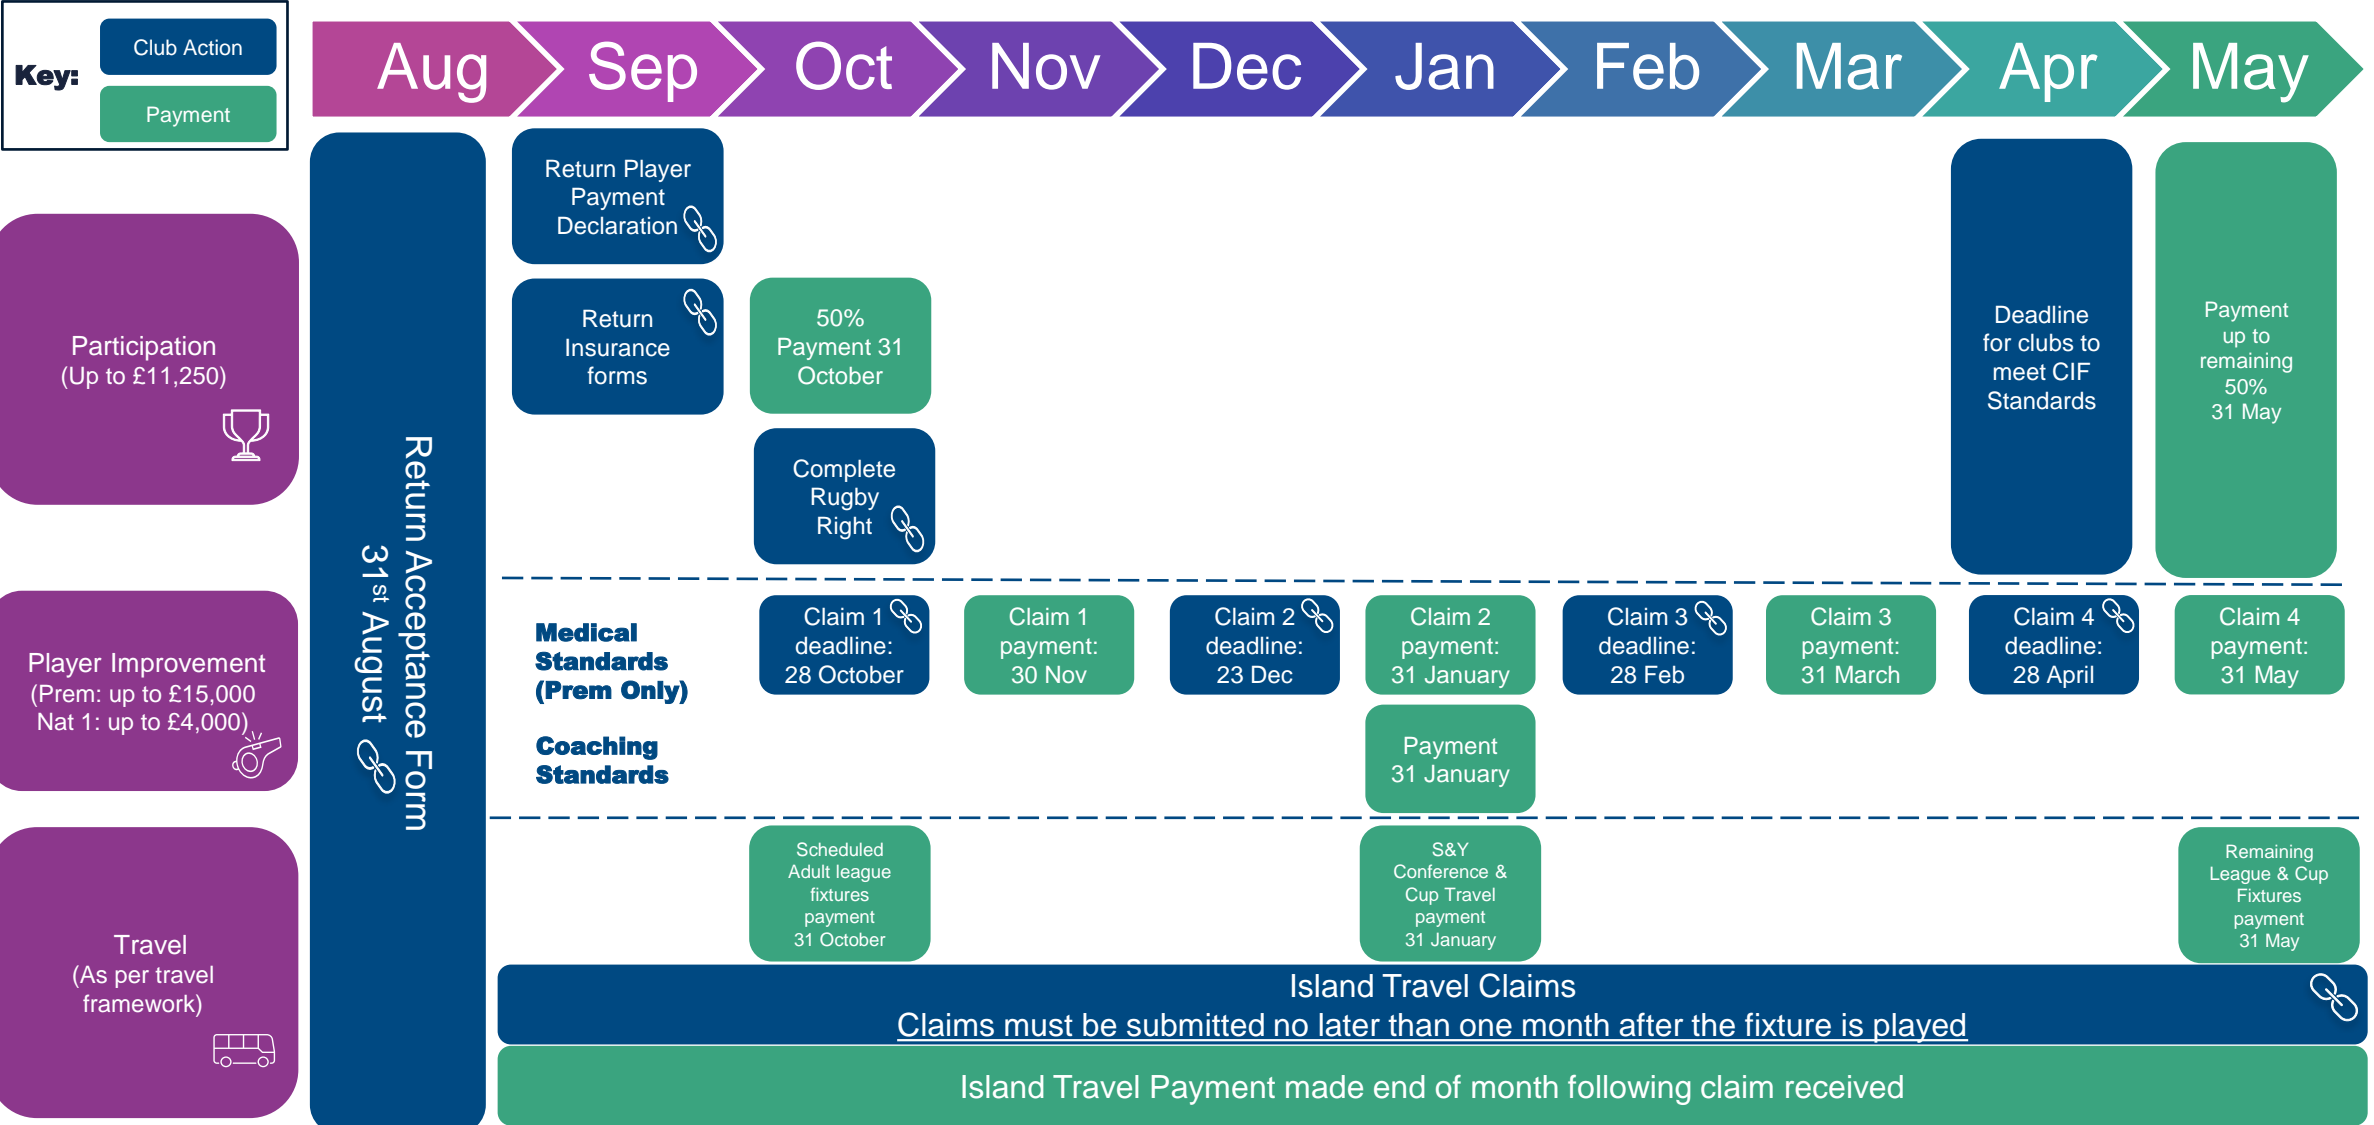 Key:
Club Action
Payment
Aug
Sep
Oct
Nov
Dec
Jan
Feb
Mar
Apr
May
Participation
(Up to £11,250)
Return Acceptance Form
31st August
Return Player
Payment
Declaration
Return
Insurance
forms
50%
Payment 31
October
Complete
Rugby
Right
Deadline
for clubs to
meet CIF
Standards
Payment
up to
remaining
50%
31 May
Player Improvement
(Prem: up to £15,000
Nat 1: up to £4,000)
Medical
Standards
(Prem Only)
Claim 1
deadline:
28 October
Claim 1
payment:
30 Nov
Claim 2
deadline:
23 Dec
Claim 2
payment:
31 January
Claim 3
deadline:
28 Feb
Claim 3
payment:
31 March
Claim 4
deadline:
28 April
Claim 4
payment:
31 May
Coaching
Standards
Payment
31 January
Travel
(As per travel
framework)
Scheduled
Adult league
fixtures
payment
31 October
S&Y
Conference &
Cup Travel
payment
31 January
Remaining
League & Cup
Fixtures
payment
31 May
Island Travel Claims
Claims must be submitted no later than one month after the fixture is played
Island Travel Payment made end of month following claim received